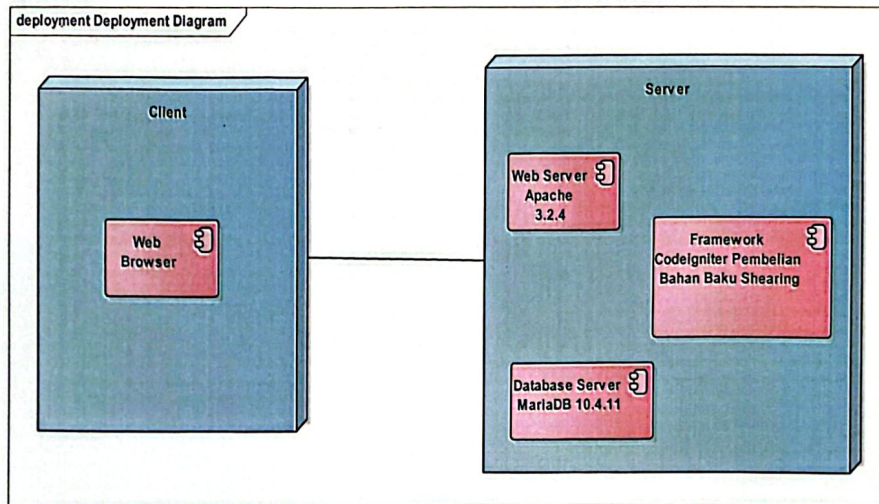 deployment Deployment Diagram
Client
Web
Browser
Server
Web Server
Apache
3.2.4
Framework
CodeIgniter Pembelian
Bahan Baku Shearing
Database Server
MariaDB 10.4.11